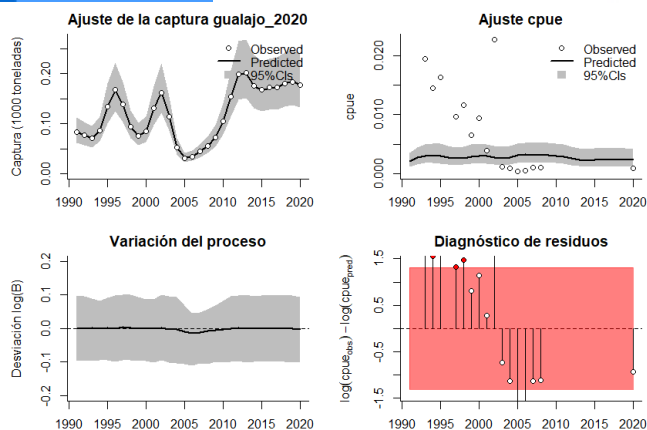 Ajuste de la captura gualajo_2020
Captura (1000 toneladas)
0.00 0.10 0.20
Observed
Predicted
95%CIs
1990 1995 2000 2005 2010 2015 2020
Ajuste cpue
cpue
0.000 0.010 0.020
Observed
Predicted
95%CIs
1990 1995 2000 2005 2010 2015 2020
Variación del proceso
Desviación log(B)
-0.2 -0.1 0.0 0.1 0.2
1990 1995 2000 2005 2010 2015 2020
Diagnóstico de residuos
log(cpue_obs) − log(cpue_pred)
-1.5 -0.5 0.5 1.5
1990 1995 2000 2005 2010 2015 2020